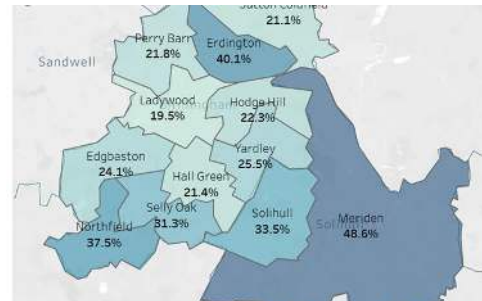 Sutton Coldfield
21.1%
Perry Barr
21.8%
Erdington
40.1%
Sandwell
Ladywood
19.5%
Hodge Hill
22.3%
Edgbaston
24.1%
Yardley
25.5%
Hall Green
21.4%
Selly Oak
31.3%
Northfield
37.5%
Solihull
33.5%
Meriden
48.6%